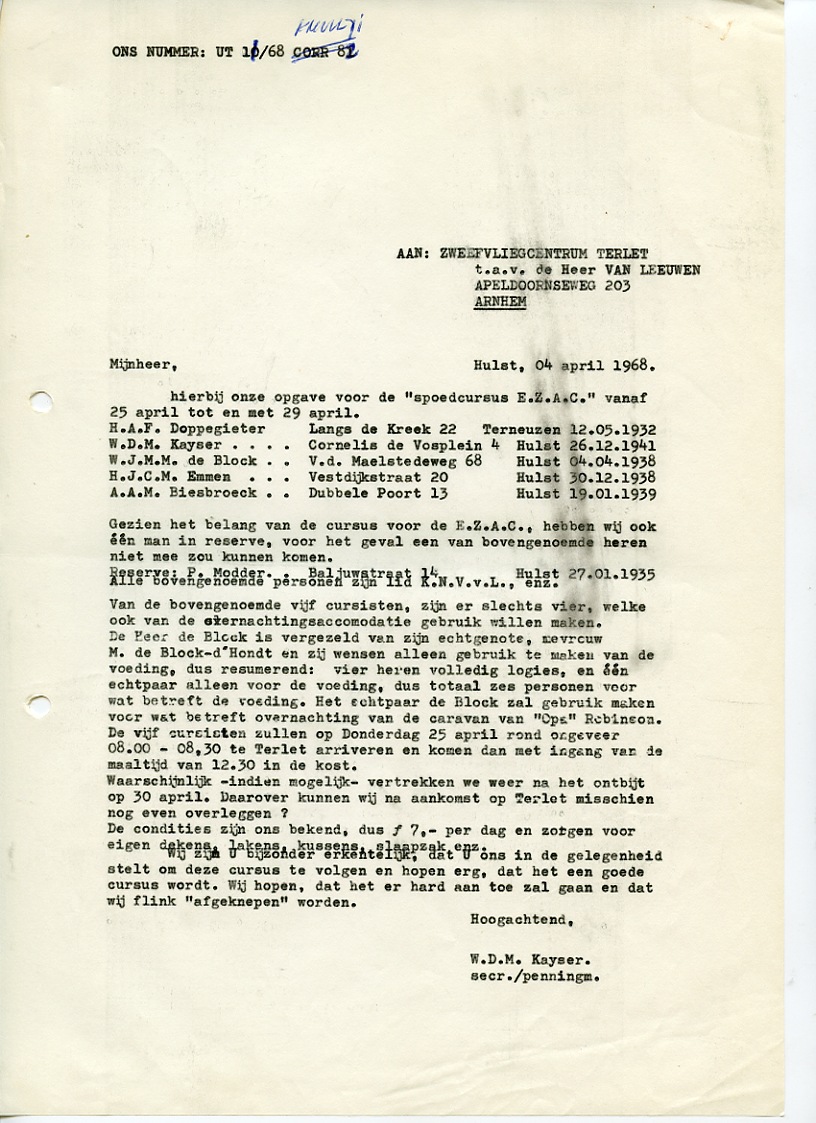 ONS NUMMER: UT 1/68 CORR 8
AAN: ZWEEFVLIEGCENTRUM TERLET
t.a.v. de Heer VAN LEEUWEN
APELDOORNSEWEG 203
ARNHEM
Mijnheer,    Hulst, 04 april 1968.
hierbij onze opgave voor de "spoedcursus E.Z.A.C." vanaf
25 april tot en met 29 april.
H.A.F. Doppegieter    Langs de Kreek 22    Terneuzen 12.05.1932
W.D.M. Kayser . . . .    Cornelis de Vosplein 4    Hulst 26.12.1941
W.J.M.M. de Block . .    V.d. Maelstedeweg 68    Hulst 04.04.1938
H.J.C.M. Emmen . . .    Vestdijkstraat 20    Hulst 30.12.1938
A.A.M. Biesbroeck . .    Dubbele Poort 13    Hulst 19.01.1939
Gezien het belang van de cursus voor de E.Z.A.C., hebben wij ook
één man in reserve, voor het geval een van bovengenoemde heren
niet mee zou kunnen komen.
Reserve: P. Modder. . .    Baljuwstraat 14    Hulst 27.01.1935
Alle bovengenoemde personen zijn lid K.N.V.v.L., enz.
Van de bovengenoemde vijf cursisten, zijn er slechts vier, welke
ook van de overnachtingsaccomodatie gebruik willen maken.
De Heer de Block is vergezeld van zijn echtgenote, mevrouw
M. de Block-d'Hondt en zij wensen alleen gebruik te maken van de
voeding, dus resumerend: vier heren volledig logies, en één
echtpaar alleen voor de voeding, dus totaal zes personen voor
wat betreft de voeding. Het echtpaar de Block zal gebruik maken
voor wat betreft overnachting van de caravan van "Ops" Robinson.
De vijf cursisten zullen op Donderdag 25 april rond ongeveer
08.00 - 08,30 te Terlet arriveren en komen dan met ingang van de
maaltijd van 12.30 in de kost.
Waarschijnlijk -indien mogelijk- vertrekken we weer na het ontbijt
op 30 april. Daarover kunnen wij na aankomst op Terlet misschien
nog even overleggen ?
De condities zijn ons bekend, dus ƒ 7,- per dag en zorgen voor
eigen dekens, lakens, kussens, slaapzak enz.
Wij zijn U bijzonder erkentelijk, dat U ons in de gelegenheid
stelt om deze cursus te volgen en hopen erg, dat het een goede
cursus wordt. Wij hopen, dat het er hard aan toe zal gaan en dat
wij flink "afgeknepen" worden.
Hoogachtend,
W.D.M. Kayser.
secr./penningm.